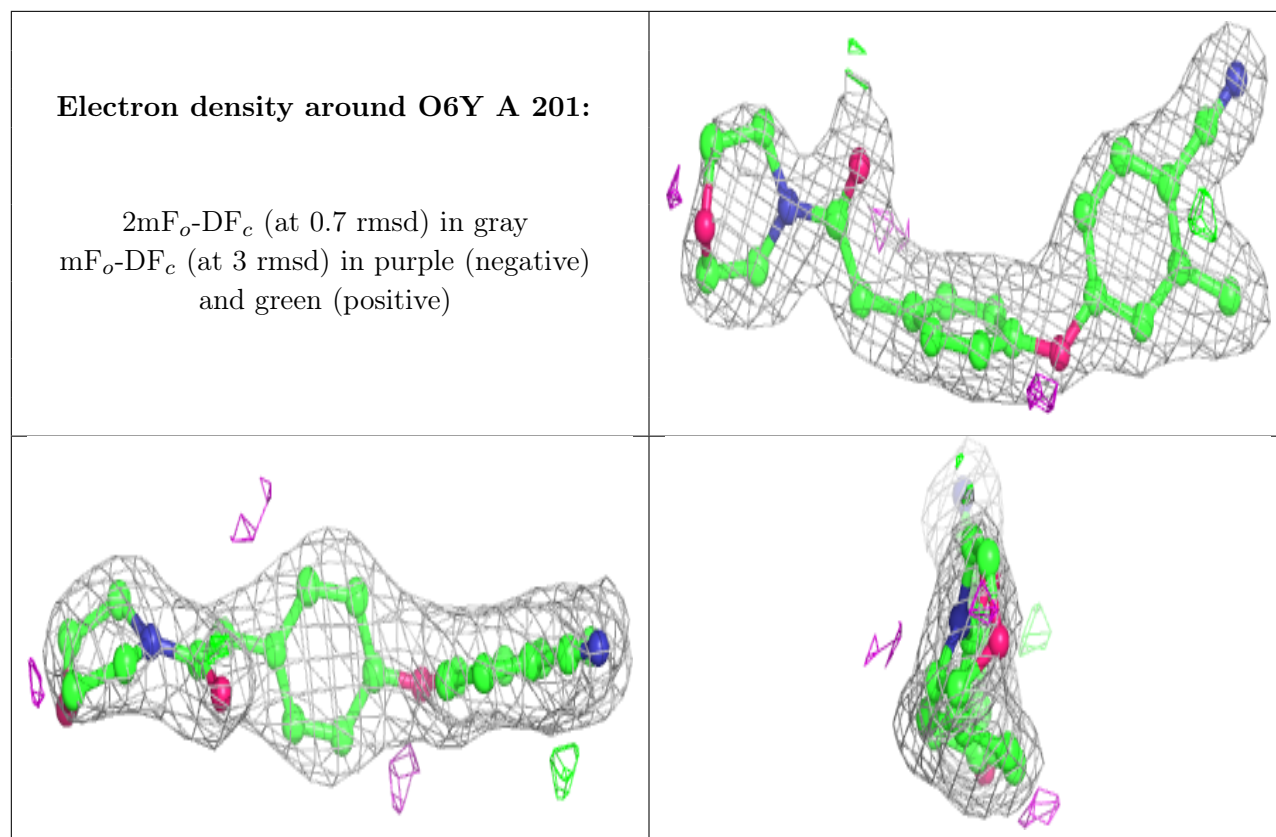 Electron density around O6Y A 201:
2mFₒ-DF𝒸 (at 0.7 rmsd) in gray
mFₒ-DF𝒸 (at 3 rmsd) in purple (negative)
and green (positive)